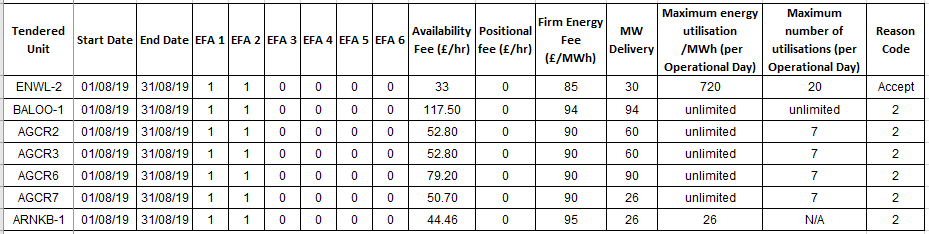 Tendered Unit | Start Date | End Date | EFA 1 | EFA 2 | EFA 3 | EFA 4 | EFA 5 | EFA 6 | Availability Fee (£/hr) | Positional fee (£/hr) | Firm Energy Fee (£/MWh) | MW Delivery | Maximum energy utilisation /MWh (per Operational Day) | Maximum number of utilisations (per Operational Day) | Reason Code
ENWL-2 | 01/08/19 | 31/08/19 | 1 | 1 | 0 | 0 | 0 | 0 | 33 | 0 | 85 | 30 | 720 | 20 | Accept
BALOO-1 | 01/08/19 | 31/08/19 | 1 | 1 | 0 | 0 | 0 | 0 | 117.50 | 0 | 94 | 94 | unlimited | unlimited | 2
AGCR2 | 01/08/19 | 31/08/19 | 1 | 1 | 0 | 0 | 0 | 0 | 52.80 | 0 | 90 | 60 | unlimited | 7 | 2
AGCR3 | 01/08/19 | 31/08/19 | 1 | 1 | 0 | 0 | 0 | 0 | 52.80 | 0 | 90 | 60 | unlimited | 7 | 2
AGCR6 | 01/08/19 | 31/08/19 | 1 | 1 | 0 | 0 | 0 | 0 | 79.20 | 0 | 90 | 90 | unlimited | 7 | 2
AGCR7 | 01/08/19 | 31/08/19 | 1 | 1 | 0 | 0 | 0 | 0 | 50.70 | 0 | 90 | 26 | unlimited | 7 | 2
ARNKB-1 | 01/08/19 | 31/08/19 | 1 | 1 | 0 | 0 | 0 | 0 | 44.46 | 0 | 95 | 26 | 26 | N/A | 2